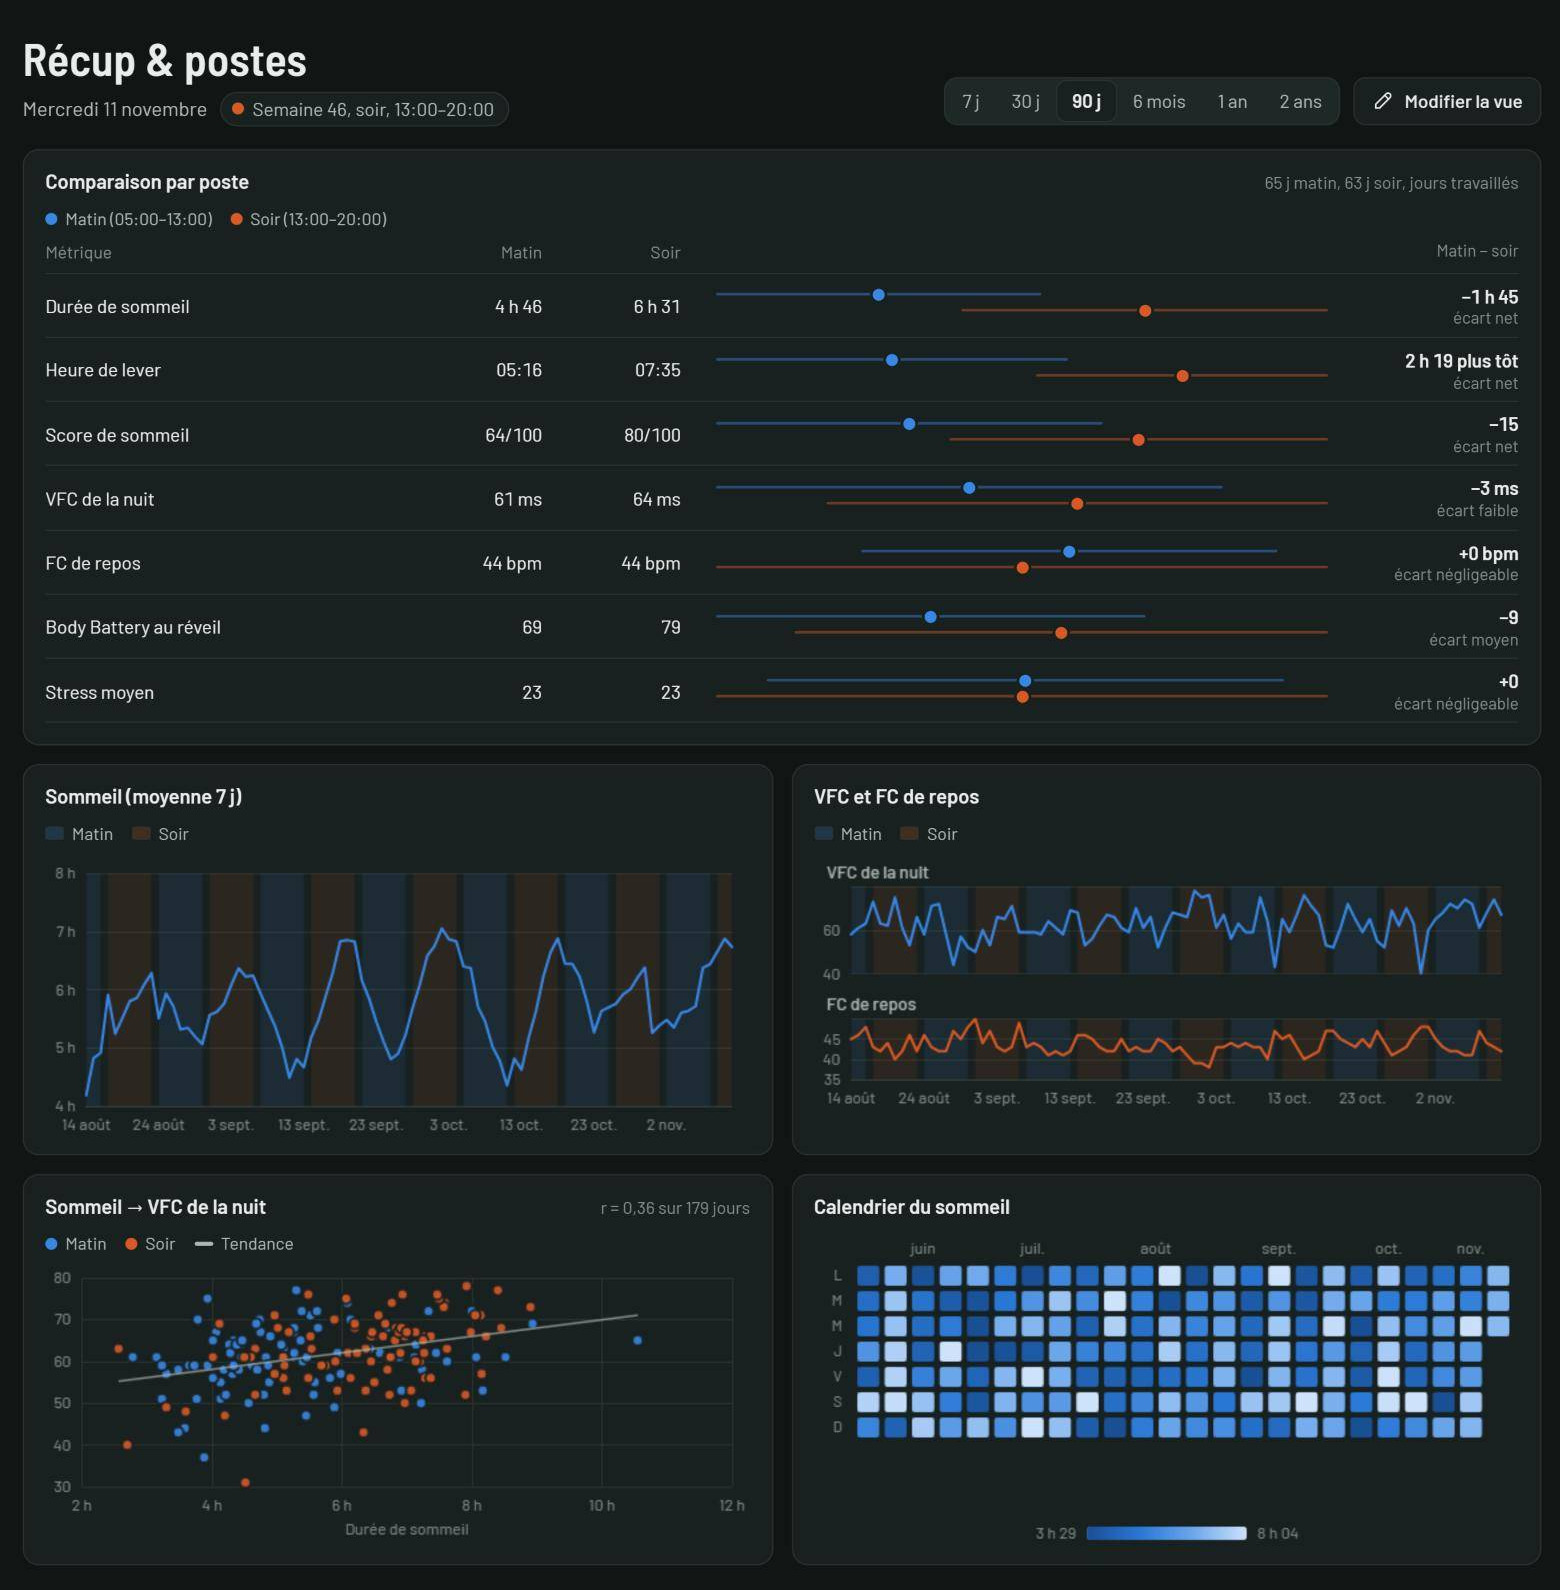 Récup & postes
Mercredi 11 novembre
Semaine 46, soir, 13:00–20:00
7 j 30 j 90 j 6 mois 1 an 2 ans
Modifier la vue
Comparaison par poste
65 j matin, 63 j soir, jours travaillés
Matin (05:00–13:00) Soir (13:00–20:00)
Métrique Matin Soir Matin – soir
Durée de sommeil 4 h 46 6 h 31 −1 h 45
écart net
Heure de lever 05:16 07:35 2 h 19 plus tôt
écart net
Score de sommeil 64/100 80/100 −15
écart net
VFC de la nuit 61 ms 64 ms −3 ms
écart faible
FC de repos 44 bpm 44 bpm +0 bpm
écart négligeable
Body Battery au réveil 69 79 −9
écart moyen
Stress moyen 23 23 +0
écart négligeable
Sommeil (moyenne 7 j)
Matin Soir
8 h
7 h
6 h
5 h
4 h
14 août 24 août 3 sept. 13 sept. 23 sept. 3 oct. 13 oct. 23 oct. 2 nov.
VFC et FC de repos
Matin Soir
VFC de la nuit
60
40
FC de repos
45
40
35
14 août 24 août 3 sept. 13 sept. 23 sept. 3 oct. 13 oct. 23 oct. 2 nov.
Sommeil → VFC de la nuit
r = 0,36 sur 179 jours
Matin Soir Tendance
80
70
60
50
40
30
2 h 4 h 6 h 8 h 10 h 12 h
Durée de sommeil
Calendrier du sommeil
juin juil. août sept. oct. nov.
L
M
M
J
V
S
D
3 h 29 8 h 04